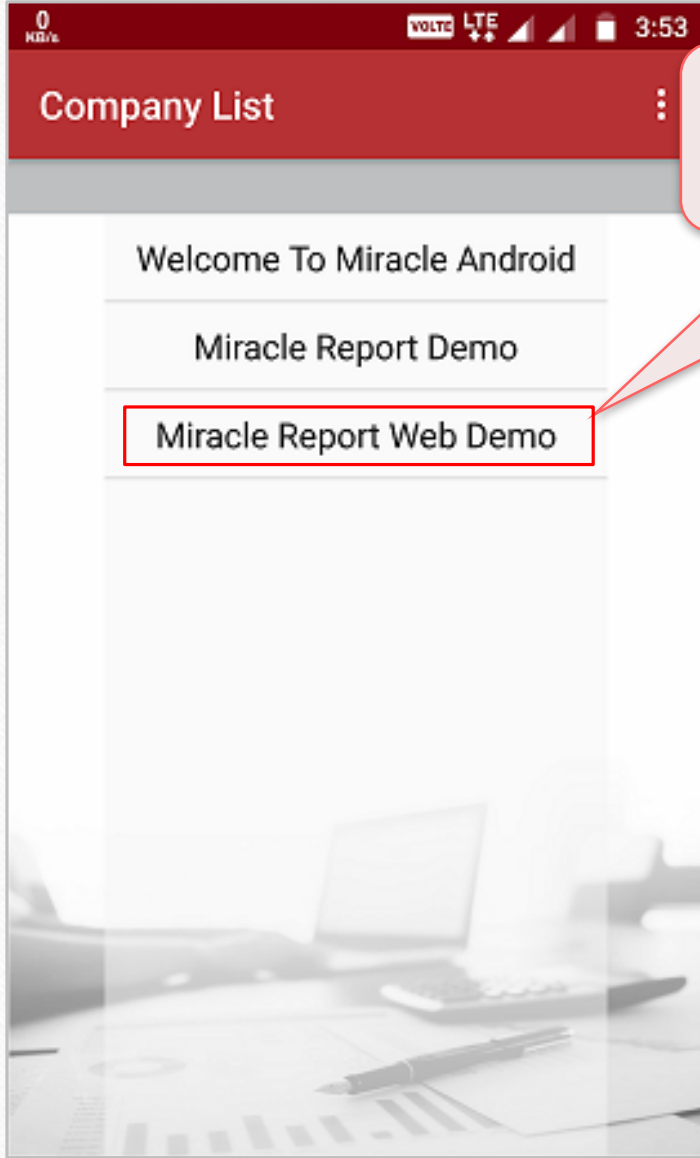 0
KB/s
VOLTE LTE 3:53
Company List
Welcome To Miracle Android
Miracle Report Demo
Miracle Report Web Demo